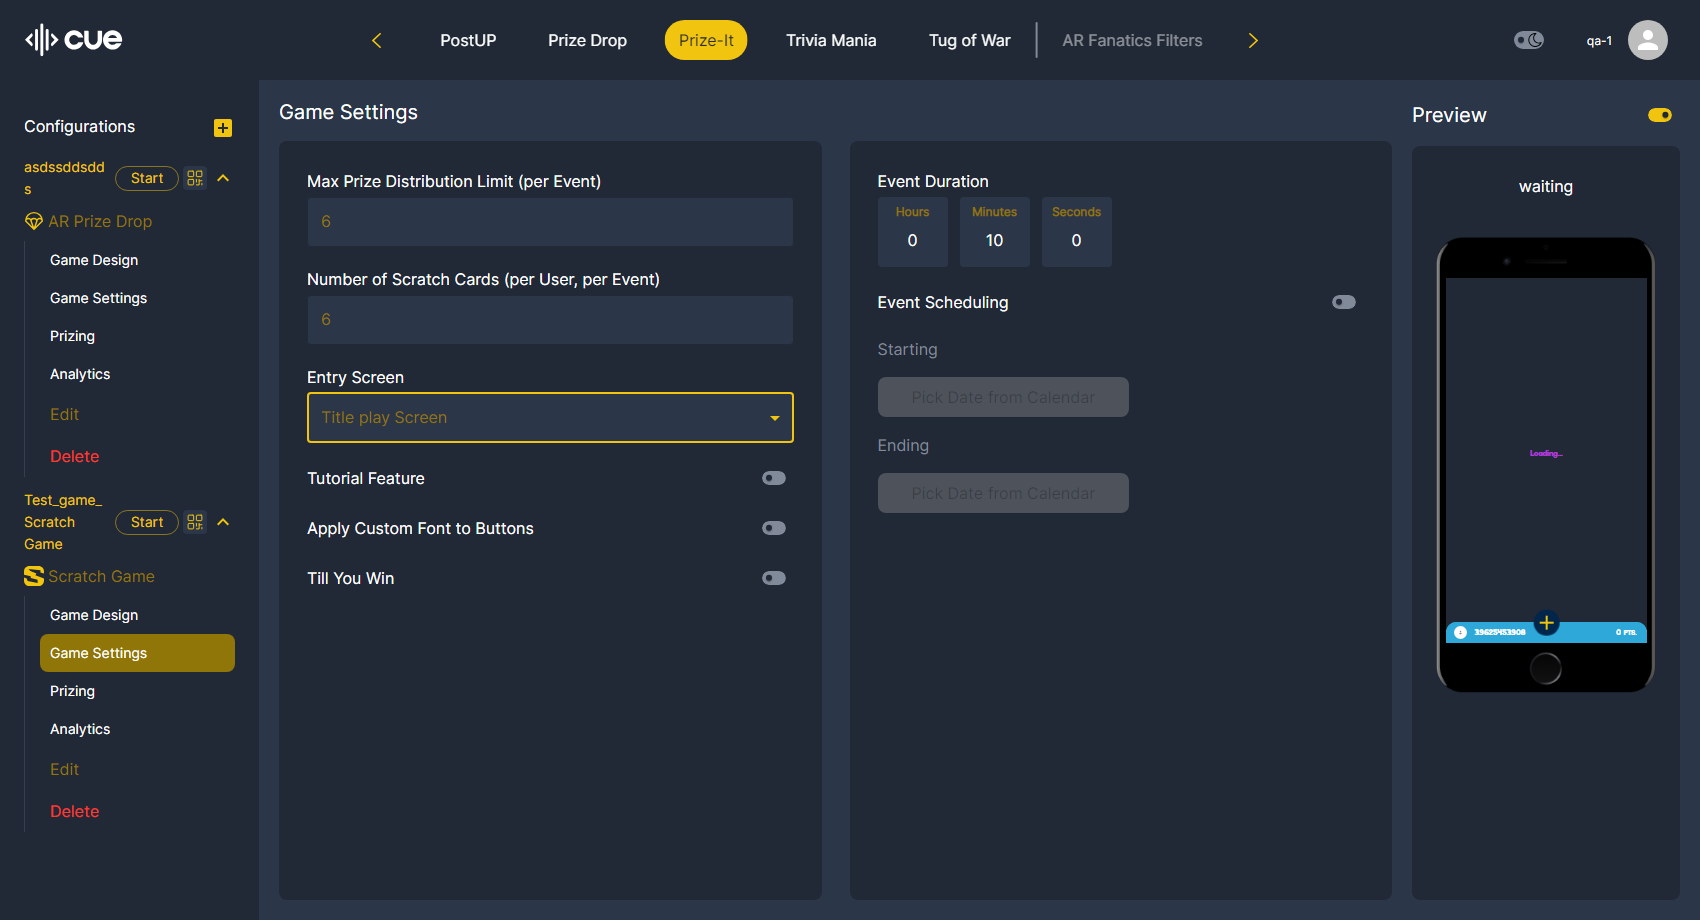 cue
PostUP
Prize Drop
Prize-It
Trivia Mania
Tug of War
AR Fanatics Filters
qa-1
Configurations
asdssddsdd
s
Start
AR Prize Drop
Game Design
Game Settings
Prizing
Analytics
Edit
Delete
Test_game_
Scratch
Game
Start
Scratch Game
Game Design
Game Settings
Prizing
Analytics
Edit
Delete
Game Settings
Max Prize Distribution Limit (per Event)
6
Number of Scratch Cards (per User, per Event)
6
Entry Screen
Title play Screen
Tutorial Feature
Apply Custom Font to Buttons
Till You Win
Event Duration
Hours
0
Minutes
10
Seconds
0
Event Scheduling
Starting
Pick Date from Calendar
Ending
Pick Date from Calendar
Preview
waiting
Loading...
39625453908
0 PTS.